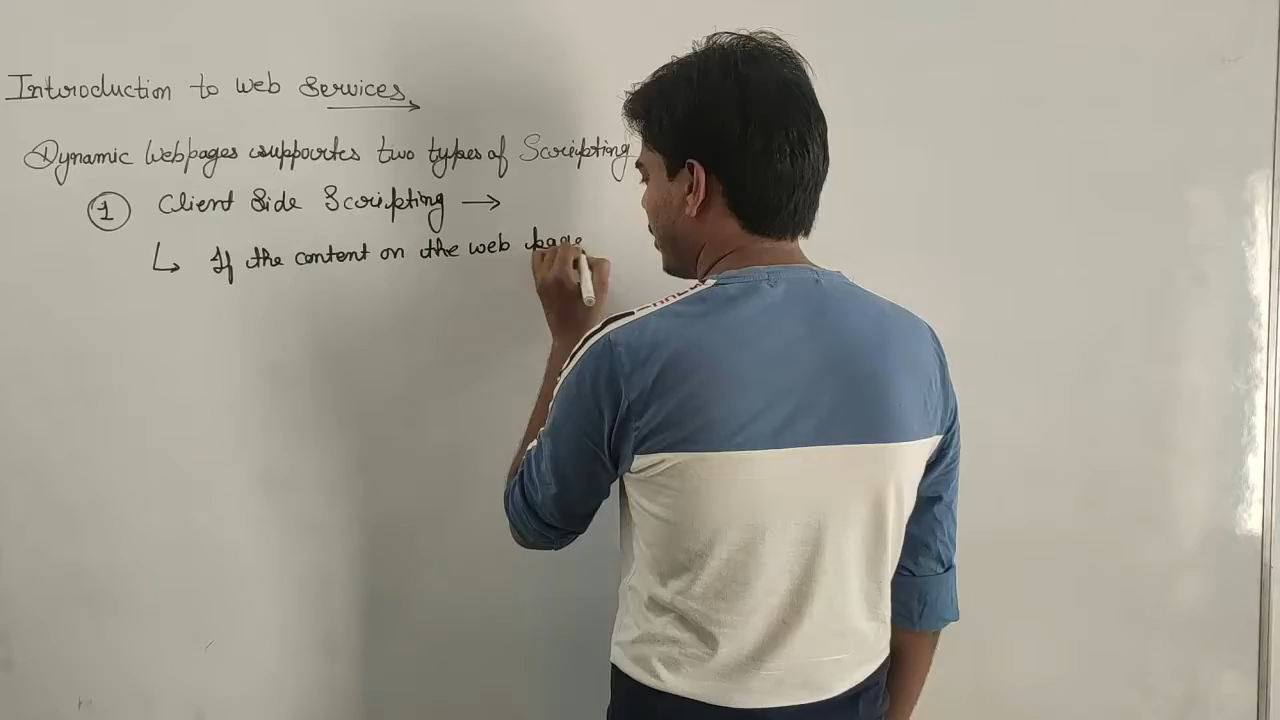 Introduction to Web Services
Dynamic Webpages supportes two types of Scripting
1 Client Side Scripting →
↳ If the content on the web page